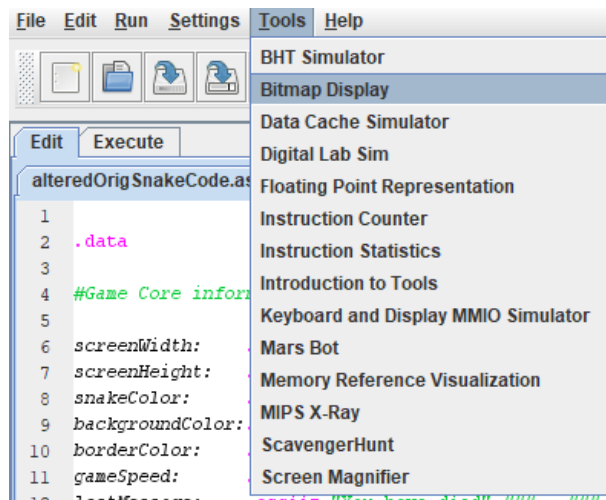 File Edit Run Settings Tools Help
BHT Simulator
Bitmap Display
Data Cache Simulator
Digital Lab Sim
Floating Point Representation
Instruction Counter
Instruction Statistics
Introduction to Tools
Keyboard and Display MMIO Simulator
Mars Bot
Memory Reference Visualization
MIPS X-Ray
ScavengerHunt
Screen Magnifier
Edit Execute
alteredOrigSnakeCode.as
1
2 .data
3
4 #Game Core infor
5
6 screenWidth:
7 screenHeight:
8 snakeColor:
9 backgroundColor:.
10 borderColor:
11 gameSpeed: